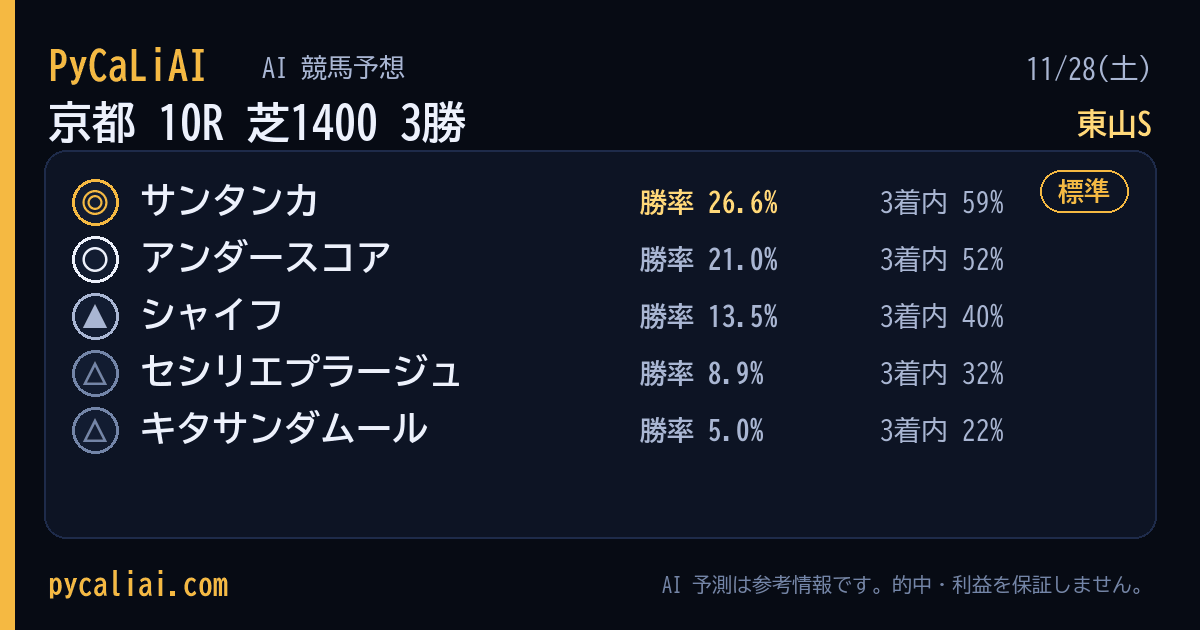 PyCaLiAI AI 競馬予想 11/28(土)
京都 10R 芝1400 3勝 東山S
◎ サンタンカ 勝率 26.6% 3着内 59% 標準
○ アンダースコア 勝率 21.0% 3着内 52%
▲ シャイフ 勝率 13.5% 3着内 40%
△ セシリエプラージュ 勝率 8.9% 3着内 32%
△ キタサンダムール 勝率 5.0% 3着内 22%
pycaliai.com AI 予測は参考情報です。的中・利益を保証しません。